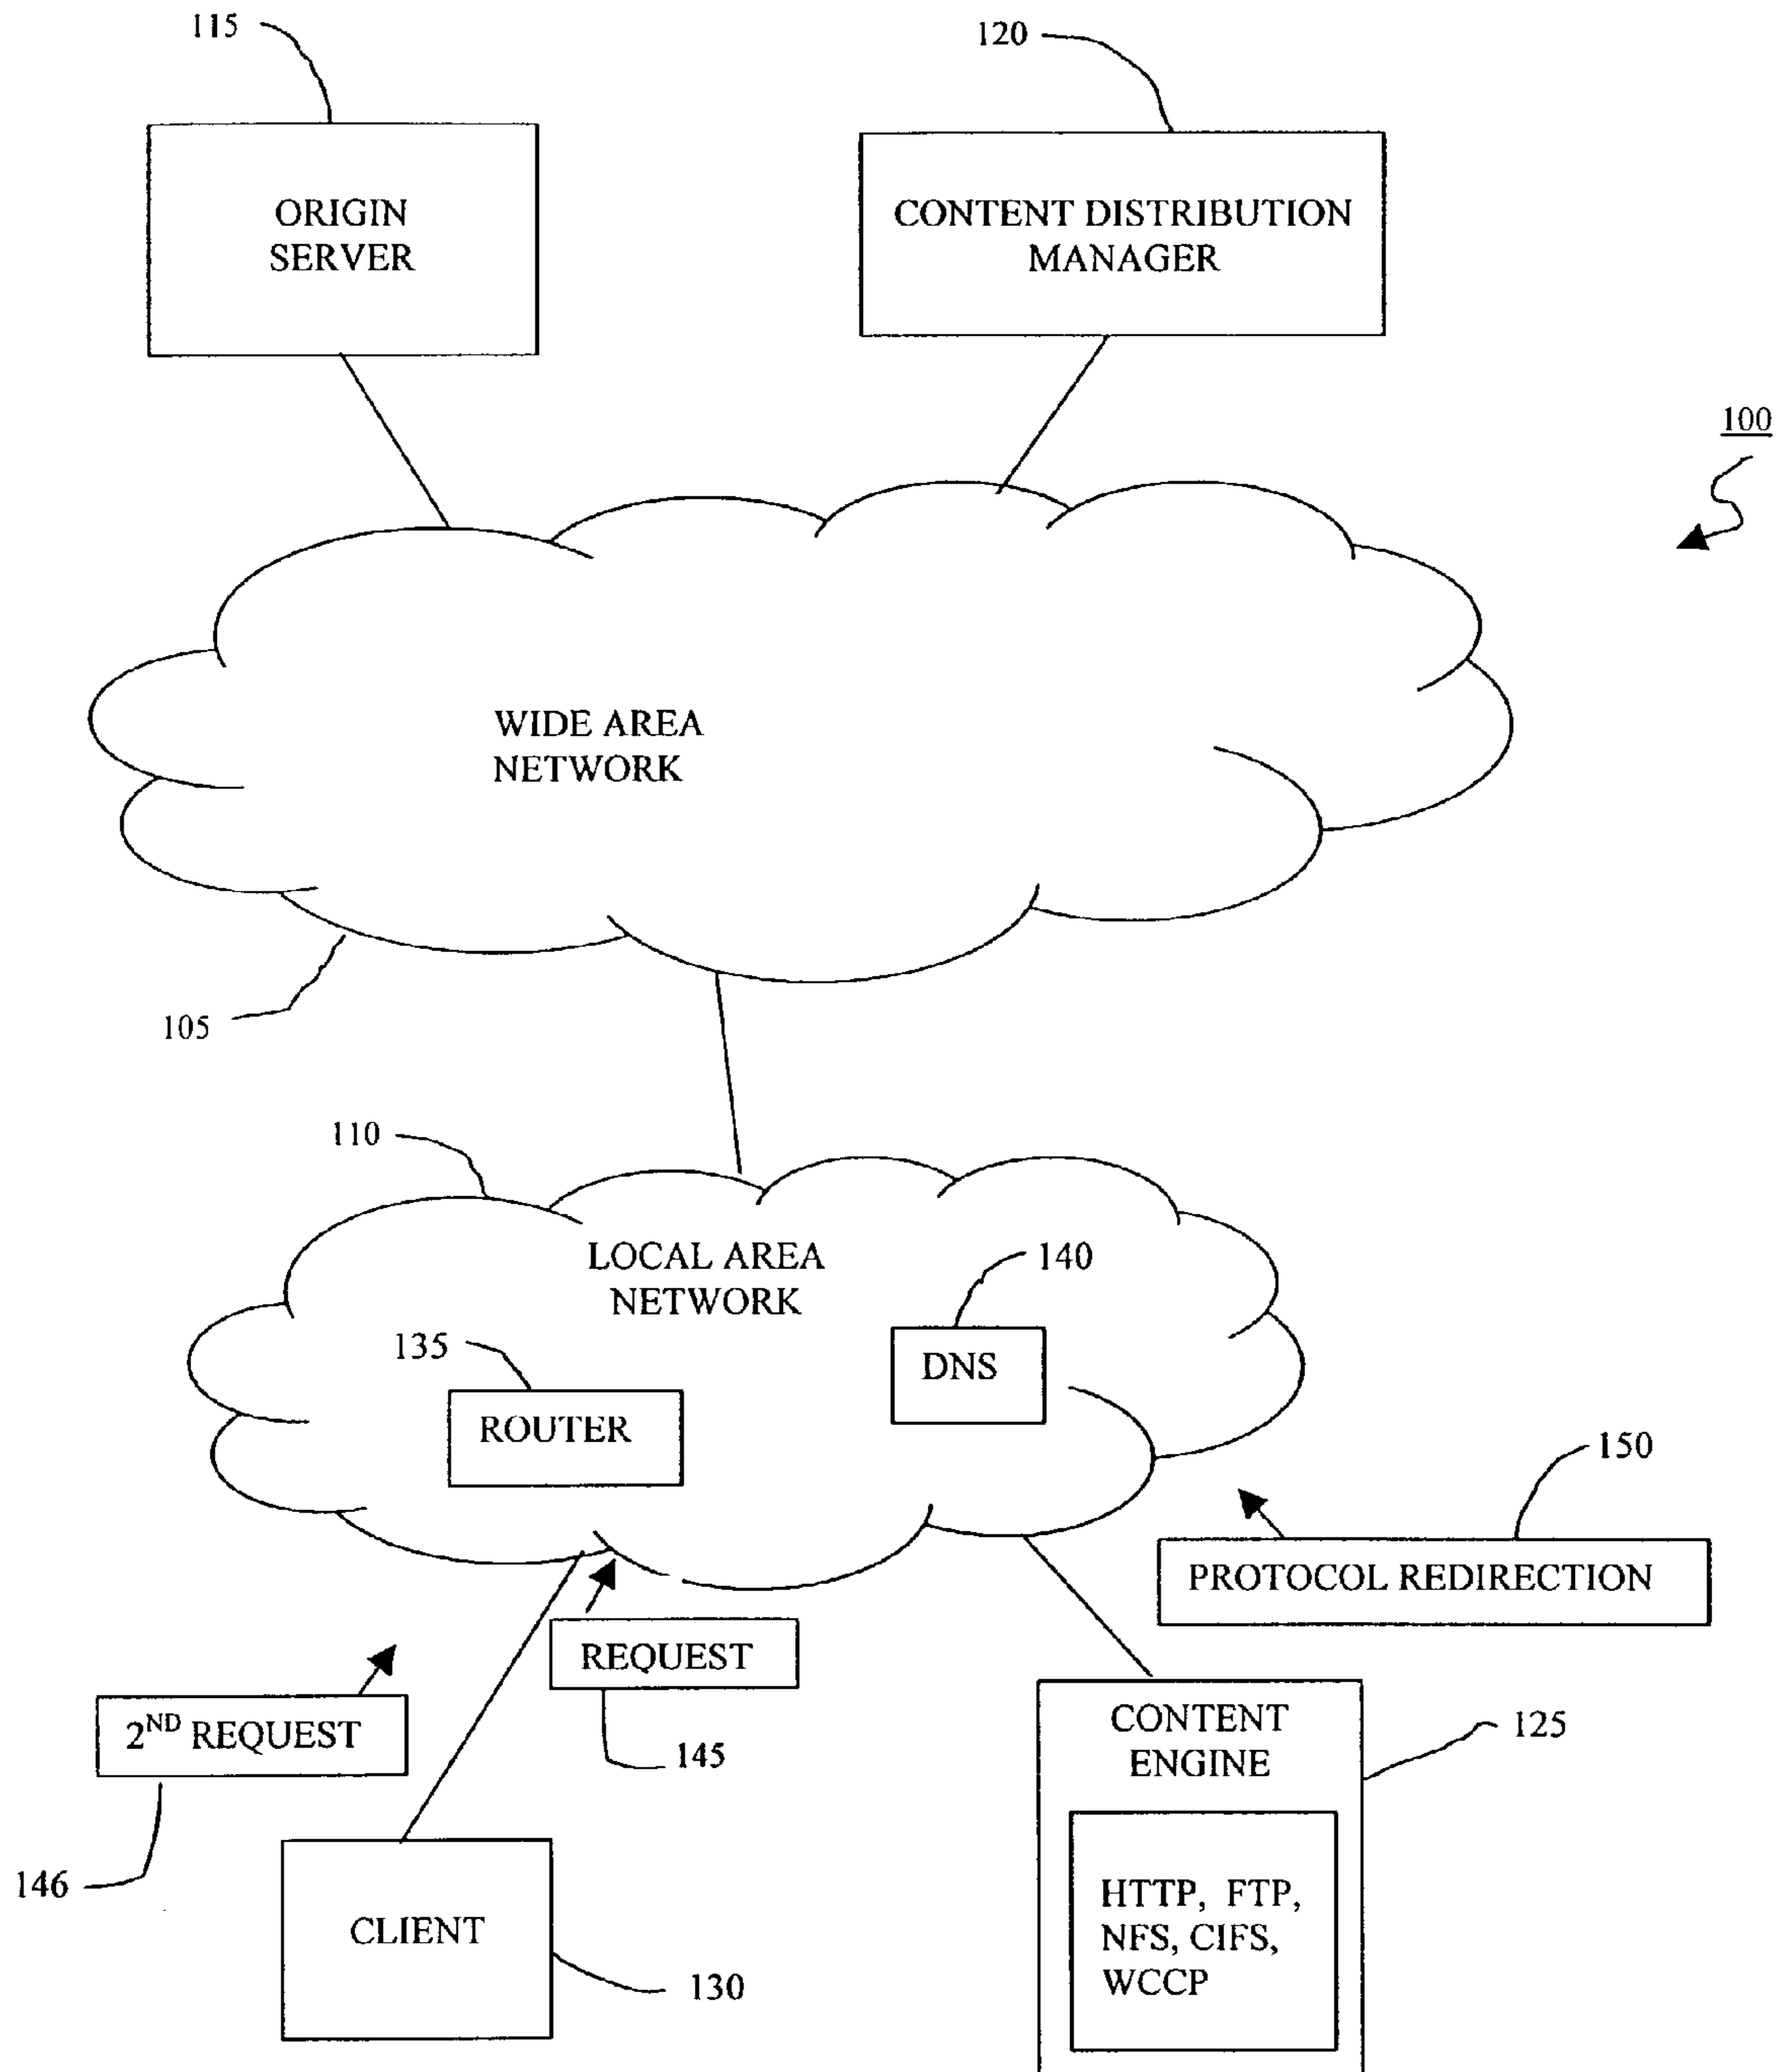 115
120
ORIGIN
SERVER
CONTENT DISTRIBUTION
MANAGER
100
WIDE AREA
NETWORK
105
110
LOCAL AREA
NETWORK
140
135
DNS
ROUTER
150
PROTOCOL REDIRECTION
REQUEST
2ND REQUEST
145
CONTENT
ENGINE
125
146
CLIENT
HTTP, FTP,
NFS, CIFS,
WCCP
130